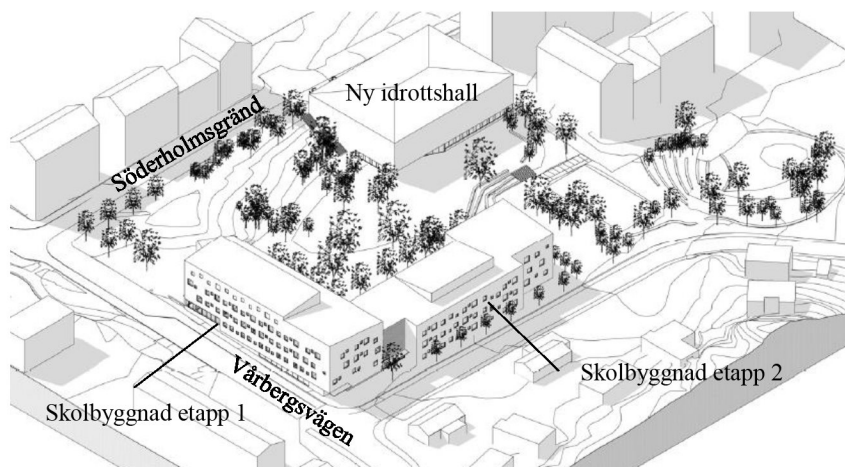 Ny idrottshall
Söderholmsgränd
Skolbyggnad etapp 2
Skolbyggnad etapp 1
Vårbergsvägen